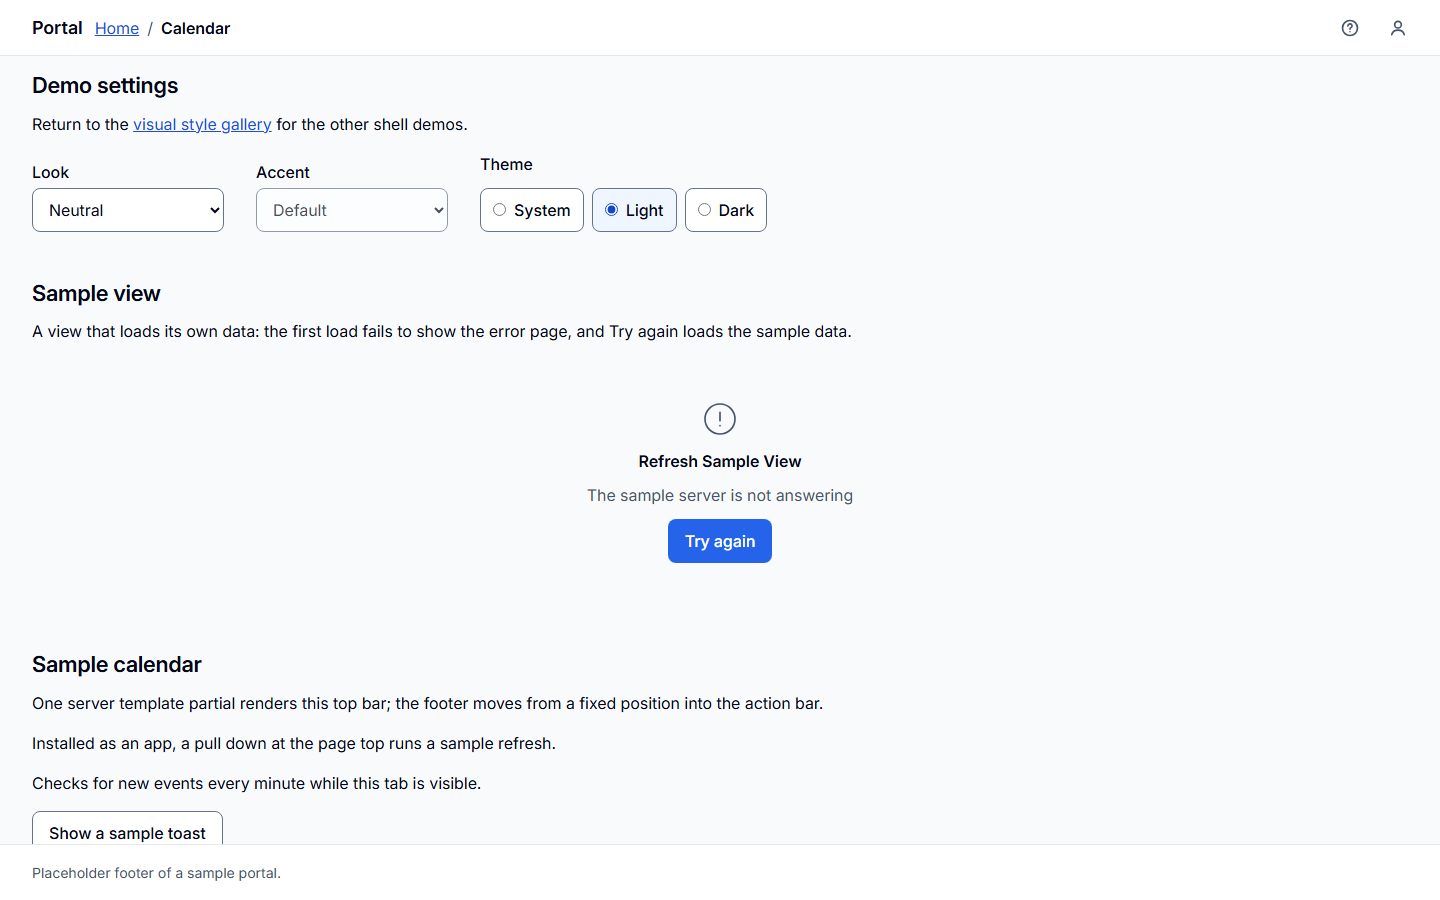 Portal Home / Calendar
Demo settings
Return to the visual style gallery for the other shell demos.
Look
Accent
Theme
Neutral
Default
System
Light
Dark
Sample view
A view that loads its own data: the first load fails to show the error page, and Try again loads the sample data.
Refresh Sample View
The sample server is not answering
Try again
Sample calendar
One server template partial renders this top bar; the footer moves from a fixed position into the action bar.
Installed as an app, a pull down at the page top runs a sample refresh.
Checks for new events every minute while this tab is visible.
Show a sample toast
Placeholder footer of a sample portal.